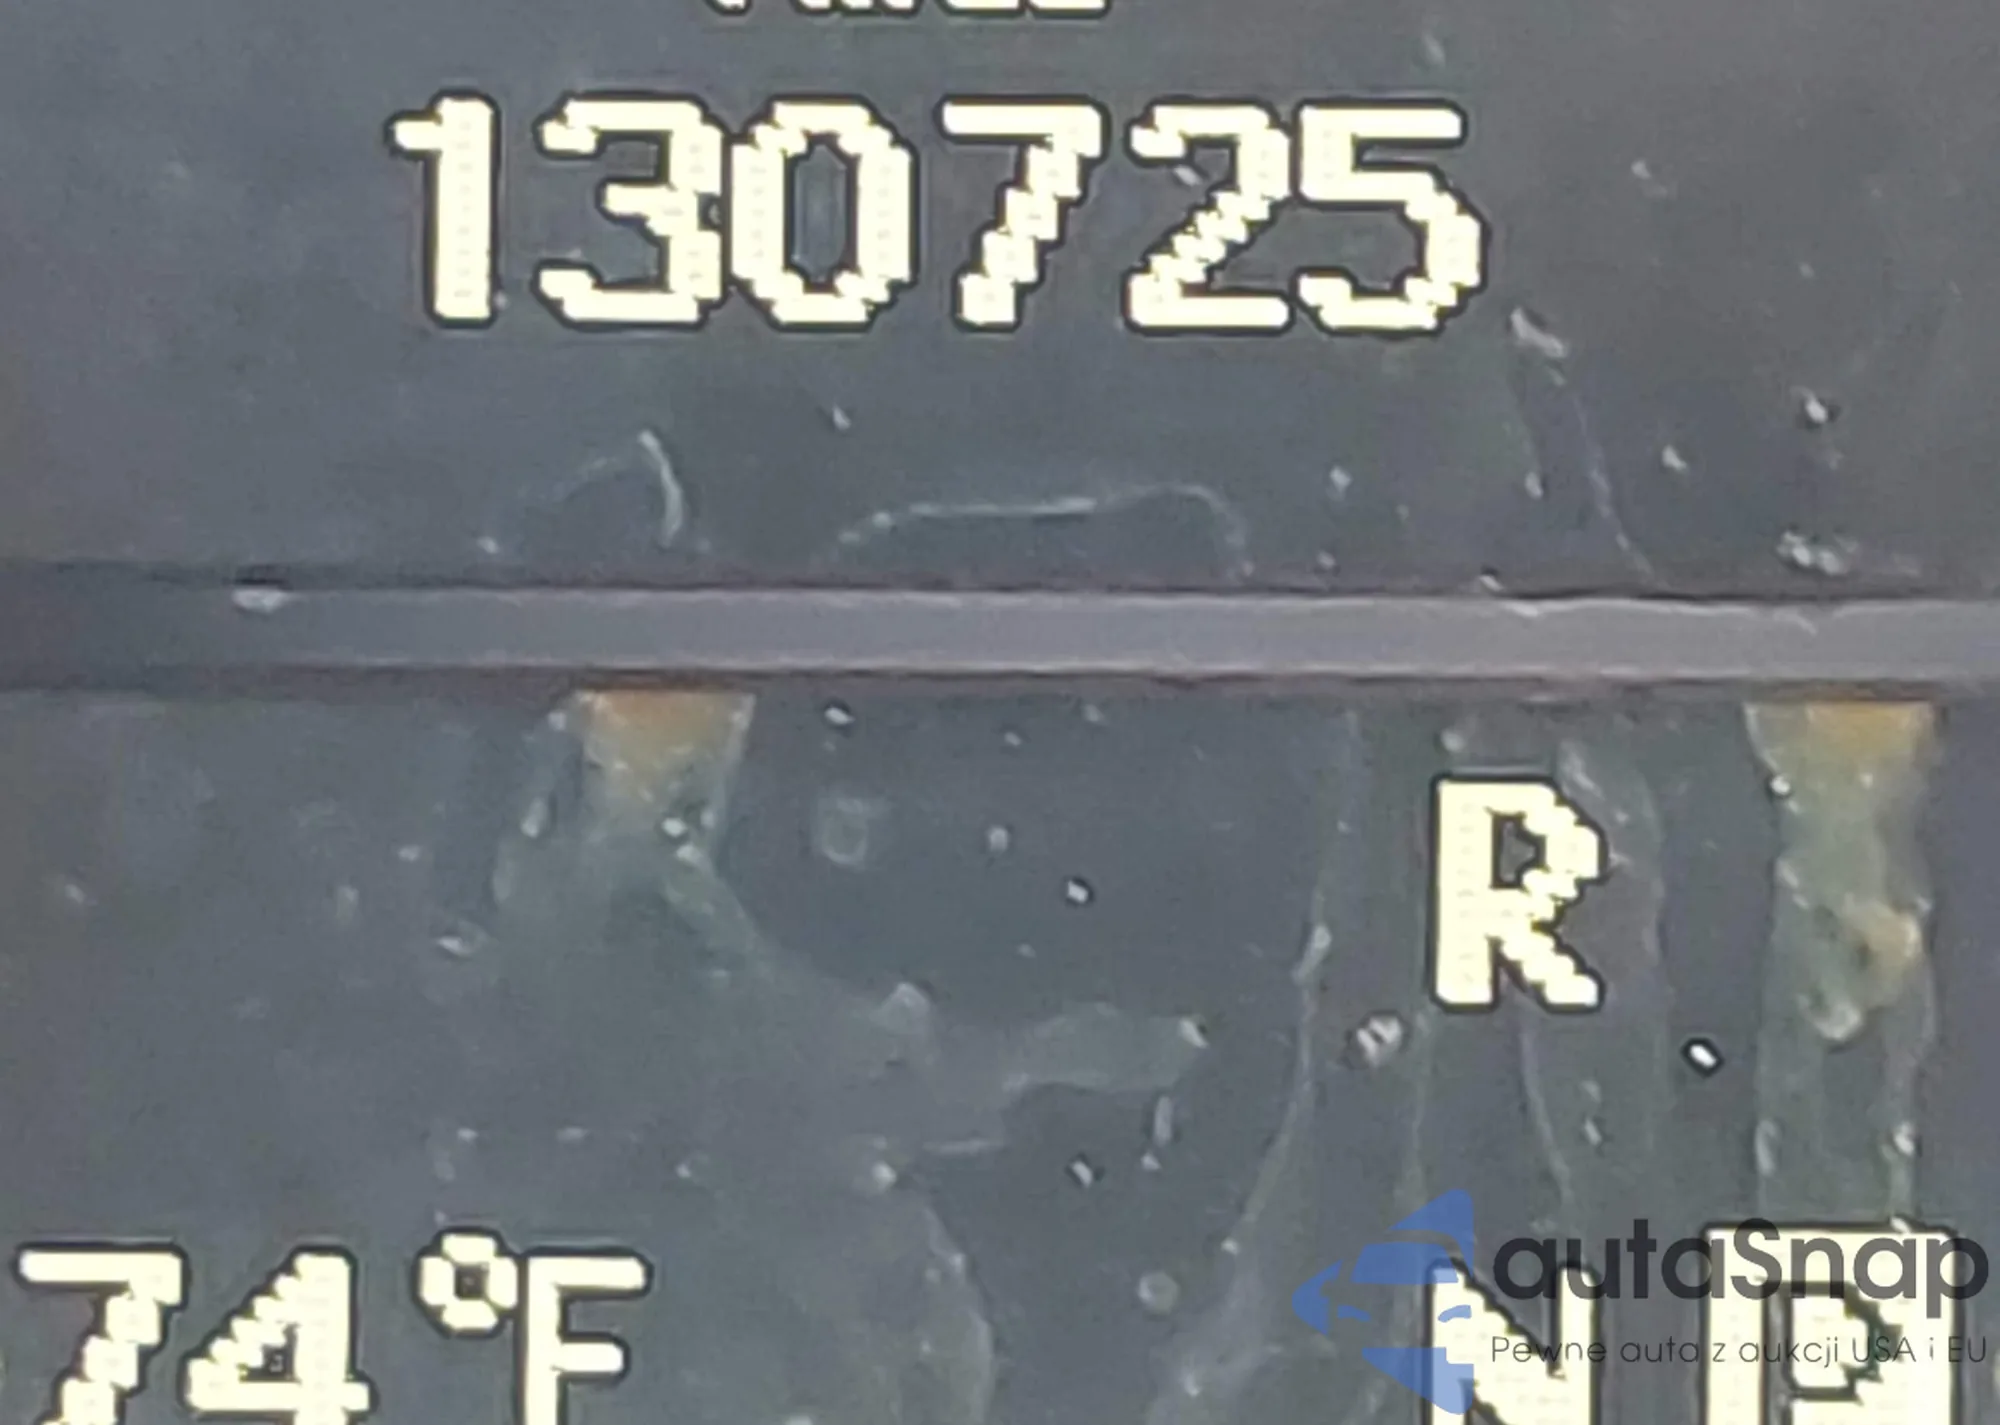 130725
R
74°F
N P
autaSnap
Pewne auta z aukcji USA i EU